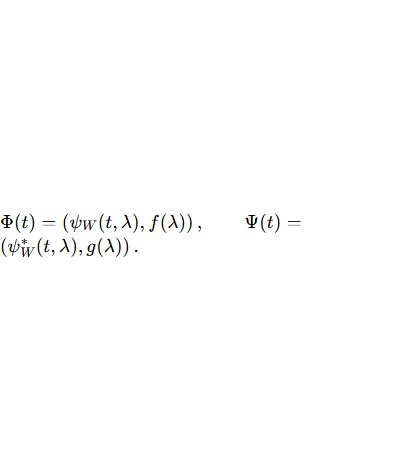 Φ(t) = (ψ_W(t, λ), f(λ)) ,  Ψ(t) =
(ψ*_W(t, λ), g(λ)) .